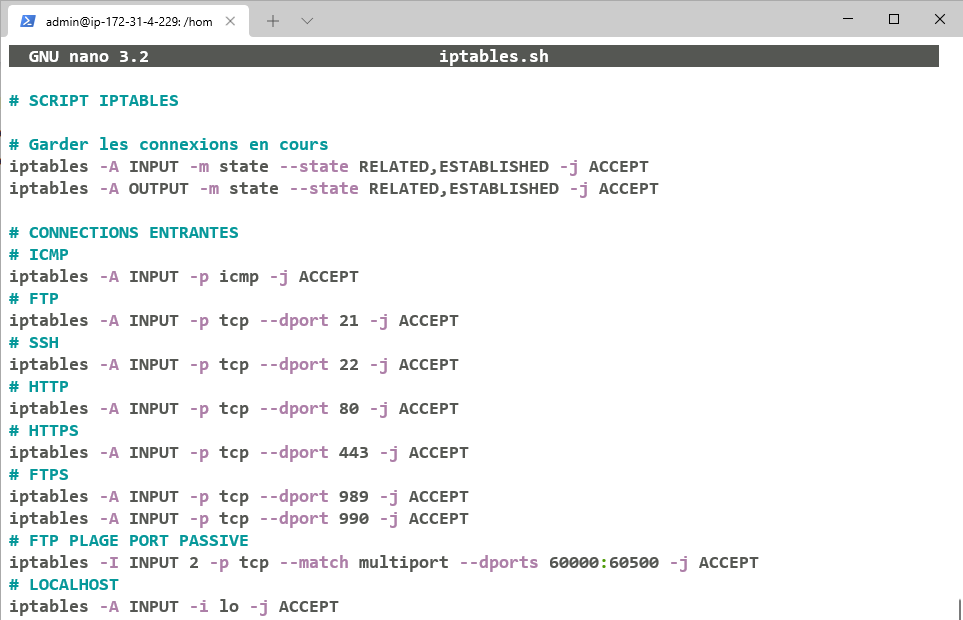 admin@ip-172-31-4-229: /hom
GNU nano 3.2 iptables.sh
# SCRIPT IPTABLES
# Garder les connexions en cours
iptables -A INPUT -m state --state RELATED,ESTABLISHED -j ACCEPT
iptables -A OUTPUT -m state --state RELATED,ESTABLISHED -j ACCEPT
# CONNECTIONS ENTRANTES
# ICMP
iptables -A INPUT -p icmp -j ACCEPT
# FTP
iptables -A INPUT -p tcp --dport 21 -j ACCEPT
# SSH
iptables -A INPUT -p tcp --dport 22 -j ACCEPT
# HTTP
iptables -A INPUT -p tcp --dport 80 -j ACCEPT
# HTTPS
iptables -A INPUT -p tcp --dport 443 -j ACCEPT
# FTPS
iptables -A INPUT -p tcp --dport 989 -j ACCEPT
iptables -A INPUT -p tcp --dport 990 -j ACCEPT
# FTP PLAGE PORT PASSIVE
iptables -I INPUT 2 -p tcp --match multiport --dports 60000:60500 -j ACCEPT
# LOCALHOST
iptables -A INPUT -i lo -j ACCEPT